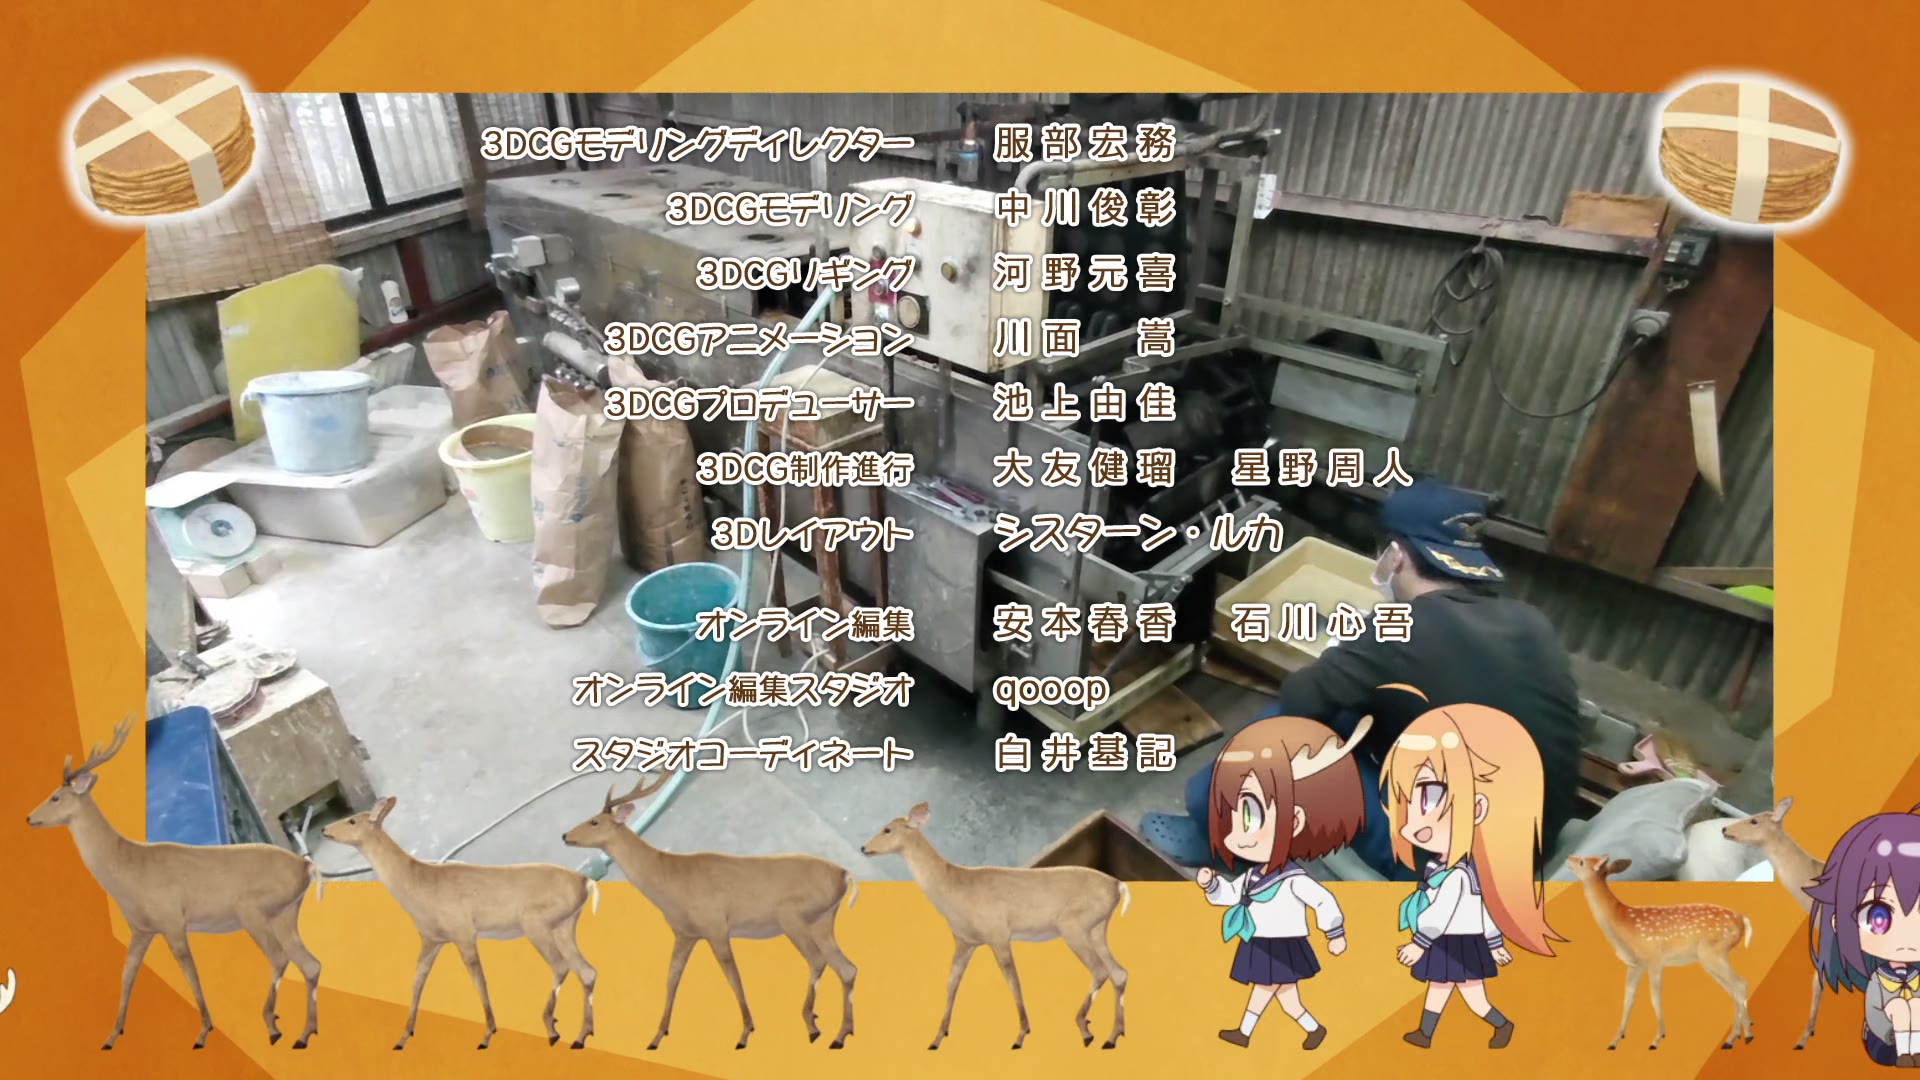 3DCGモデリングディレクター 服部宏務
3DCGモデリング 中川俊彰
3DCGリギング 河野元喜
3DCGアニメーション 川面 嵩
3DCGプロデューサー 池上由佳
3DCG制作進行 大友健瑠 星野周人
3Dレイアウト シスターン・ルカ
オンライン編集 安本春香 石川心吾
オンライン編集スタジオ qooop
スタジオコーディネート 白井基記